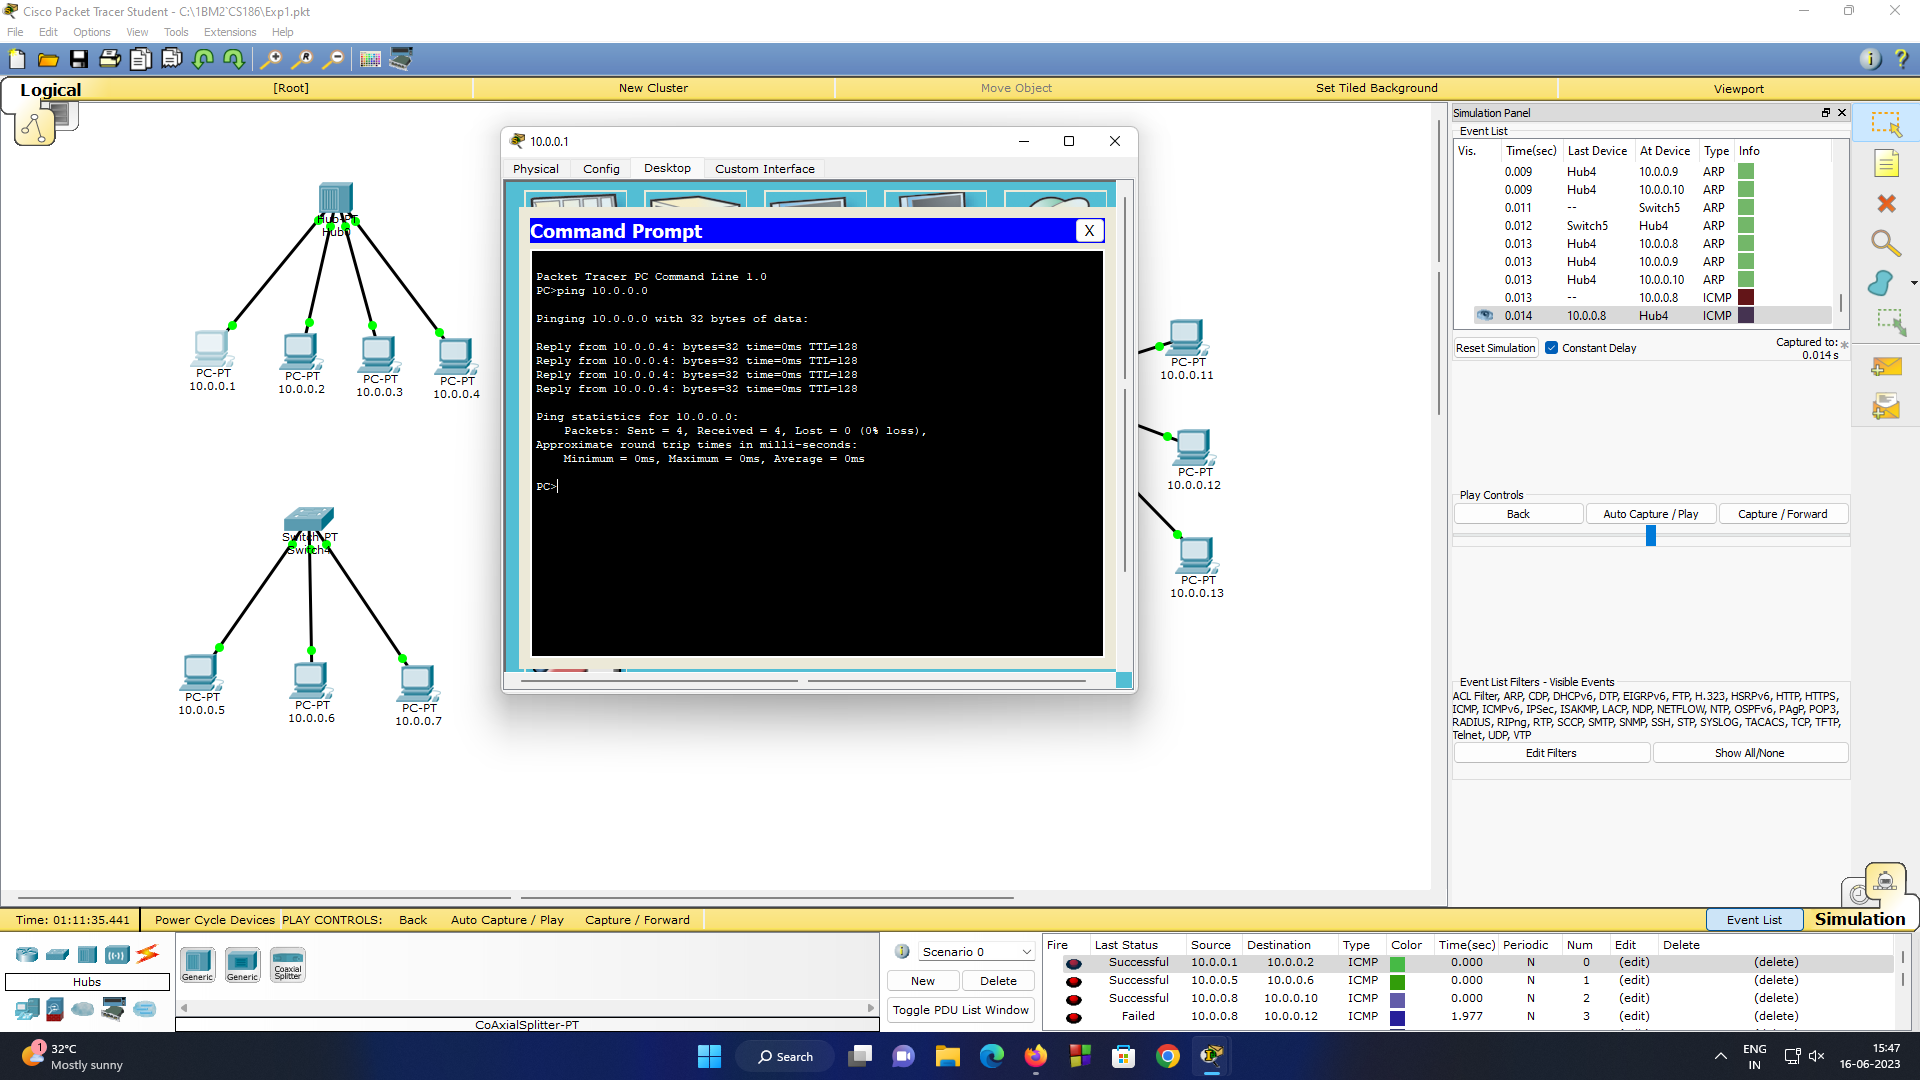 Cisco Packet Tracer Student - C:\1BM2`CS186\Exp1.pkt
File Edit Options View Tools Extensions Help
Logical [Root] New Cluster Move Object Set Tiled Background Viewport
Hub-PT
Hub0
PC-PT
10.0.0.1
PC-PT
10.0.0.2
PC-PT
10.0.0.3
PC-PT
10.0.0.4
Switch-PT
Switch4
PC-PT
10.0.0.5
PC-PT
10.0.0.6
PC-PT
10.0.0.7
10.0.0.1
Physical Config Desktop Custom Interface
Command Prompt X
Packet Tracer PC Command Line 1.0
PC>ping 10.0.0.0
Pinging 10.0.0.0 with 32 bytes of data:
Reply from 10.0.0.4: bytes=32 time=0ms TTL=128
Reply from 10.0.0.4: bytes=32 time=0ms TTL=128
Reply from 10.0.0.4: bytes=32 time=0ms TTL=128
Reply from 10.0.0.4: bytes=32 time=0ms TTL=128
Ping statistics for 10.0.0.0:
Packets: Sent = 4, Received = 4, Lost = 0 (0% loss),
Approximate round trip times in milli-seconds:
Minimum = 0ms, Maximum = 0ms, Average = 0ms
PC>
PC-PT
10.0.0.11
PC-PT
10.0.0.12
PC-PT
10.0.0.13
Simulation Panel
Event List
Vis. Time(sec) Last Device At Device Type Info
0.009 Hub4 10.0.0.9 ARP
0.009 Hub4 10.0.0.10 ARP
0.011 -- Switch5 ARP
0.012 Switch5 Hub4 ARP
0.013 Hub4 10.0.0.8 ARP
0.013 Hub4 10.0.0.9 ARP
0.013 Hub4 10.0.0.10 ARP
0.013 -- 10.0.0.8 ICMP
0.014 10.0.0.8 Hub4 ICMP
Reset Simulation Constant Delay Captured to: *
0.014 s
Play Controls
Back Auto Capture / Play Capture / Forward
Event List Filters - Visible Events
ACL Filter, ARP, CDP, DHCPv6, DTP, EIGRPv6, FTP, H.323, HSRPv6, HTTP, HTTPS,
ICMP, ICMPv6, IPSec, ISAKMP, LACP, NDP, NETFLOW, NTP, OSPFv6, PAgP, POP3,
RADIUS, RIPng, RTP, SCCP, SMTP, SNMP, SSH, STP, SYSLOG, TACACS, TCP, TFTP,
Telnet, UDP, VTP
Edit Filters Show All/None
Time: 01:11:35.441 Power Cycle Devices PLAY CONTROLS: Back Auto Capture / Play Capture / Forward Event List Simulation
Hubs
Generic Generic Coaxial Splitter
CoAxialSplitter-PT
Scenario 0
New Delete
Toggle PDU List Window
Fire Last Status Source Destination Type Color Time(sec) Periodic Num Edit Delete
Successful 10.0.0.1 10.0.0.2 ICMP 0.000 N 0 (edit) (delete)
Successful 10.0.0.5 10.0.0.6 ICMP 0.000 N 1 (edit) (delete)
Successful 10.0.0.8 10.0.0.10 ICMP 0.000 N 2 (edit) (delete)
Failed 10.0.0.8 10.0.0.12 ICMP 1.977 N 3 (edit) (delete)
1
32°C
Mostly sunny
Search
ENG
IN
15:47
16-06-2023